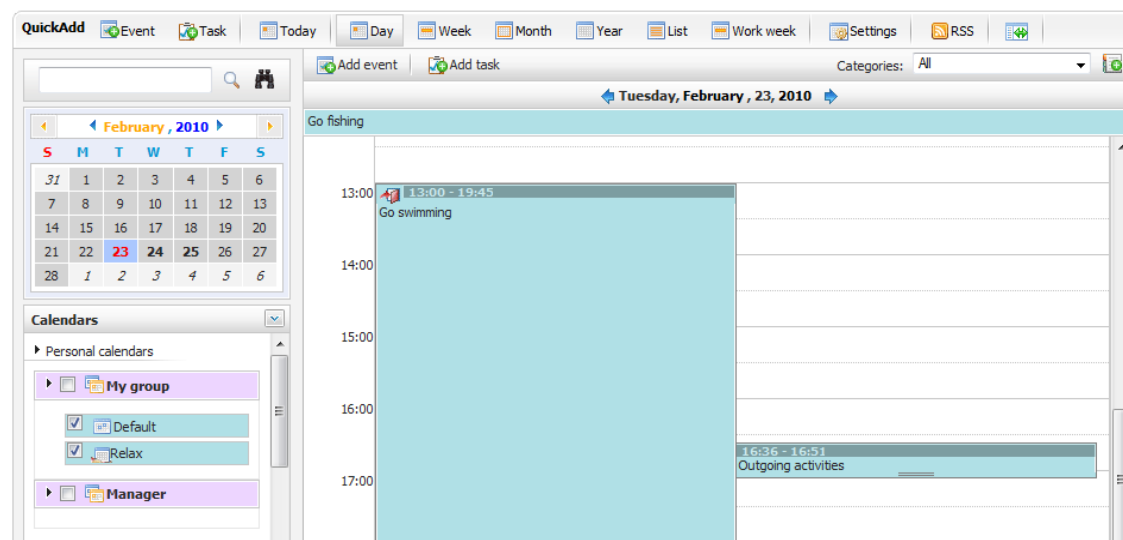 QuickAdd Event Task Today Day Week Month Year List Work week Settings RSS
Add event Add task Categories: All
Tuesday, February , 23, 2010
Go fishing
February , 2010
S M T W T F S
31 1 2 3 4 5 6
7 8 9 10 11 12 13
14 15 16 17 18 19 20
21 22 23 24 25 26 27
28 1 2 3 4 5 6
Calendars
Personal calendars
My group
Default
Relax
Manager
13:00
13:00 - 19:45
Go swimming
14:00
15:00
16:00
16:36 - 16:51
Outgoing activities
17:00